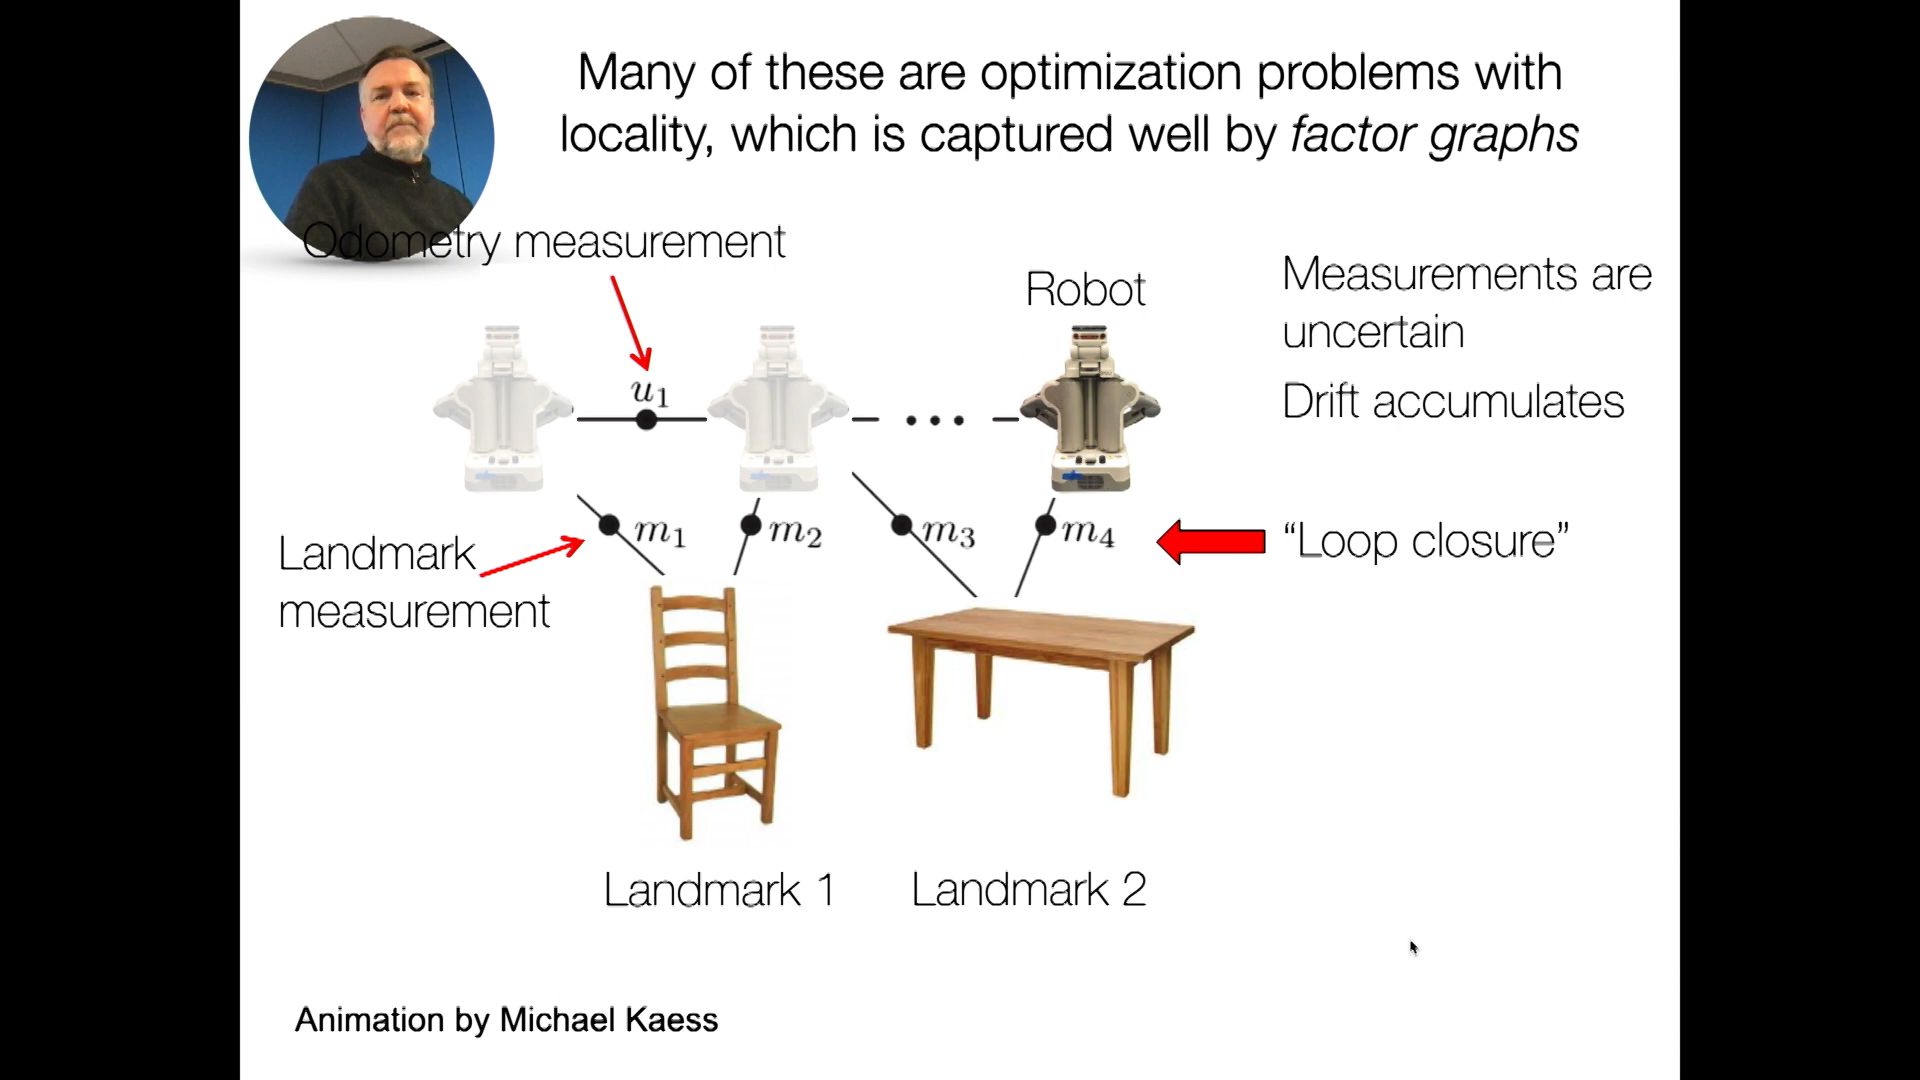 Many of these are optimization problems with
locality, which is captured well by factor graphs
Odometry measurement
Robot
Measurements are
uncertain
Drift accumulates
u1
m1
m2
m3
m4
"Loop closure"
Landmark
measurement
Landmark 1
Landmark 2
Animation by Michael Kaess